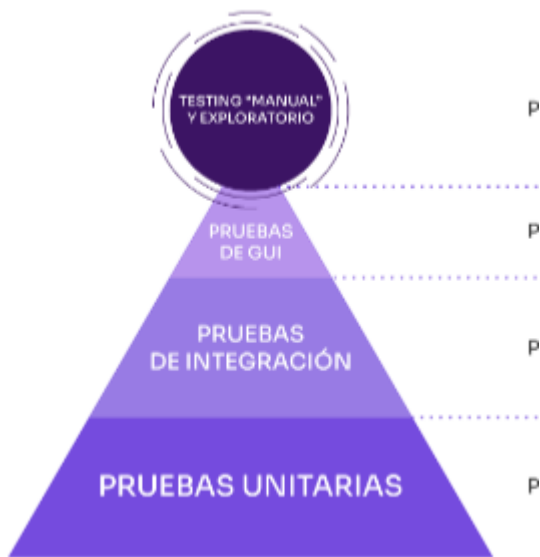 TESTING "MANUAL"
Y EXPLORATORIO
P
PRUEBAS
DE GUI
P
PRUEBAS
DE INTEGRACIÓN
P
PRUEBAS UNITARIAS
P